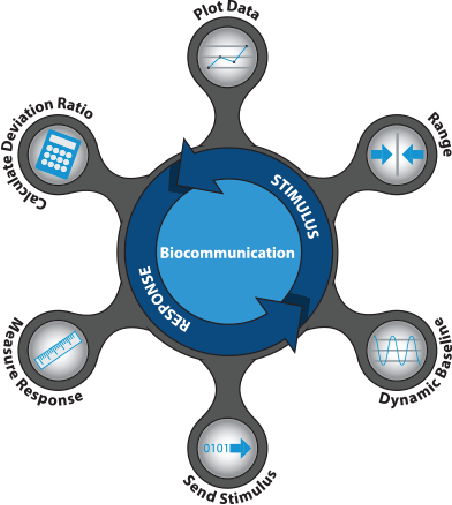 Plot Data
Range
Dynamic Baseline
Send Stimulus
Measure Response
Calculate Deviation Ratio
STIMULUS
Biocommunication
RESPONSE
0101